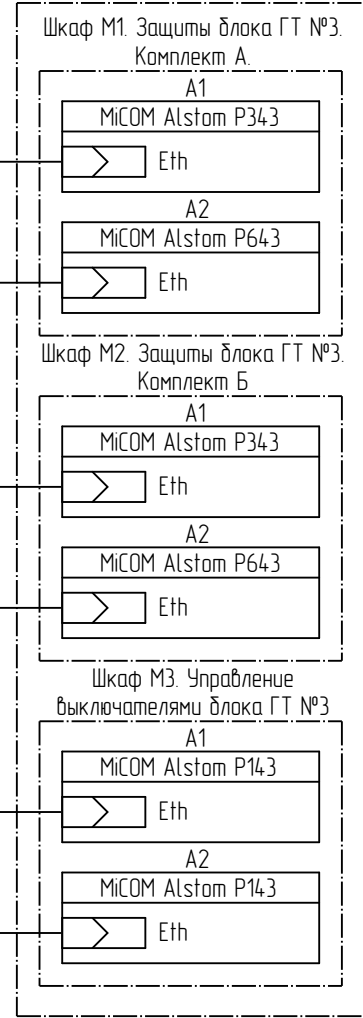 Шкаф М1. Защиты блока ГТ №3.
Комплект А.
А1
MiCOM Alstom P343
Eth
А2
MiCOM Alstom P643
Eth
Шкаф М2. Защиты блока ГТ №3.
Комплект Б
А1
MiCOM Alstom P343
Eth
А2
MiCOM Alstom P643
Eth
Шкаф М3. Управление
выключателями блока ГТ №3
А1
MiCOM Alstom P143
Eth
А2
MiCOM Alstom P143
Eth